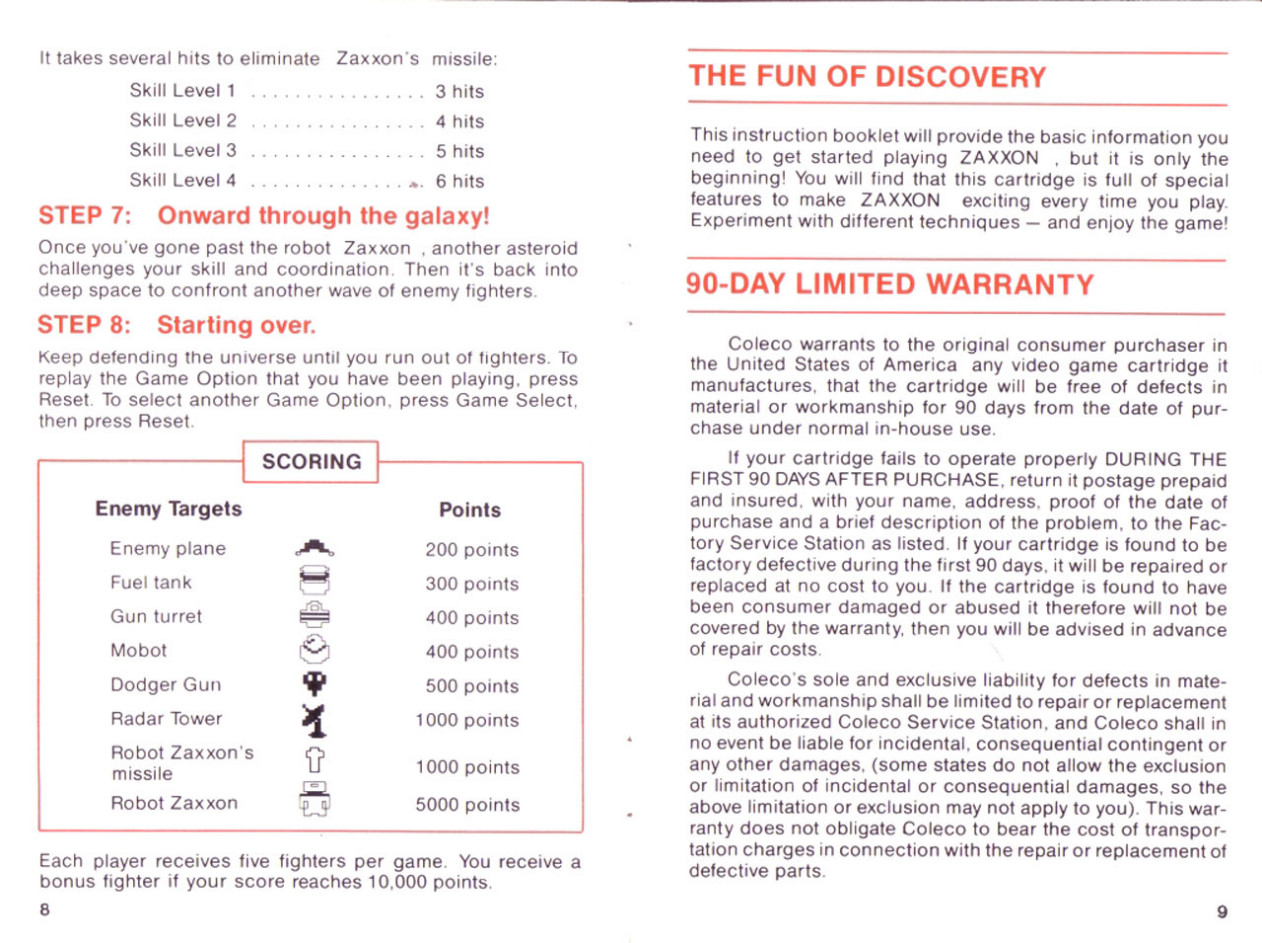 It takes several hits to eliminate Zaxxon's missile:
Skill Level 1 ................ 3 hits
Skill Level 2 ................ 4 hits
Skill Level 3 ................ 5 hits
Skill Level 4 ................ 6 hits
STEP 7: Onward through the galaxy!
Once you've gone past the robot Zaxxon , another asteroid
challenges your skill and coordination. Then it's back into
deep space to confront another wave of enemy fighters.
STEP 8: Starting over.
Keep defending the universe until you run out of fighters. To
replay the Game Option that you have been playing, press
Reset. To select another Game Option, press Game Select,
then press Reset.
SCORING
Enemy Targets Points
Enemy plane 200 points
Fuel tank 300 points
Gun turret 400 points
Mobot 400 points
Dodger Gun 500 points
Radar Tower 1000 points
Robot Zaxxon's
missile 1000 points
Robot Zaxxon 5000 points
Each player receives five fighters per game. You receive a
bonus fighter if your score reaches 10,000 points.
8
THE FUN OF DISCOVERY
This instruction booklet will provide the basic information you
need to get started playing ZAXXON , but it is only the
beginning! You will find that this cartridge is full of special
features to make ZAXXON exciting every time you play.
Experiment with different techniques — and enjoy the game!
90-DAY LIMITED WARRANTY
Coleco warrants to the original consumer purchaser in
the United States of America any video game cartridge it
manufactures, that the cartridge will be free of defects in
material or workmanship for 90 days from the date of pur-
chase under normal in-house use.
If your cartridge fails to operate properly DURING THE
FIRST 90 DAYS AFTER PURCHASE, return it postage prepaid
and insured, with your name, address, proof of the date of
purchase and a brief description of the problem, to the Fac-
tory Service Station as listed. If your cartridge is found to be
factory defective during the first 90 days, it will be repaired or
replaced at no cost to you. If the cartridge is found to have
been consumer damaged or abused it therefore will not be
covered by the warranty, then you will be advised in advance
of repair costs.
Coleco's sole and exclusive liability for defects in mate-
rial and workmanship shall be limited to repair or replacement
at its authorized Coleco Service Station, and Coleco shall in
no event be liable for incidental, consequential contingent or
any other damages, (some states do not allow the exclusion
or limitation of incidental or consequential damages, so the
above limitation or exclusion may not apply to you). This war-
ranty does not obligate Coleco to bear the cost of transpor-
tation charges in connection with the repair or replacement of
defective parts.
9